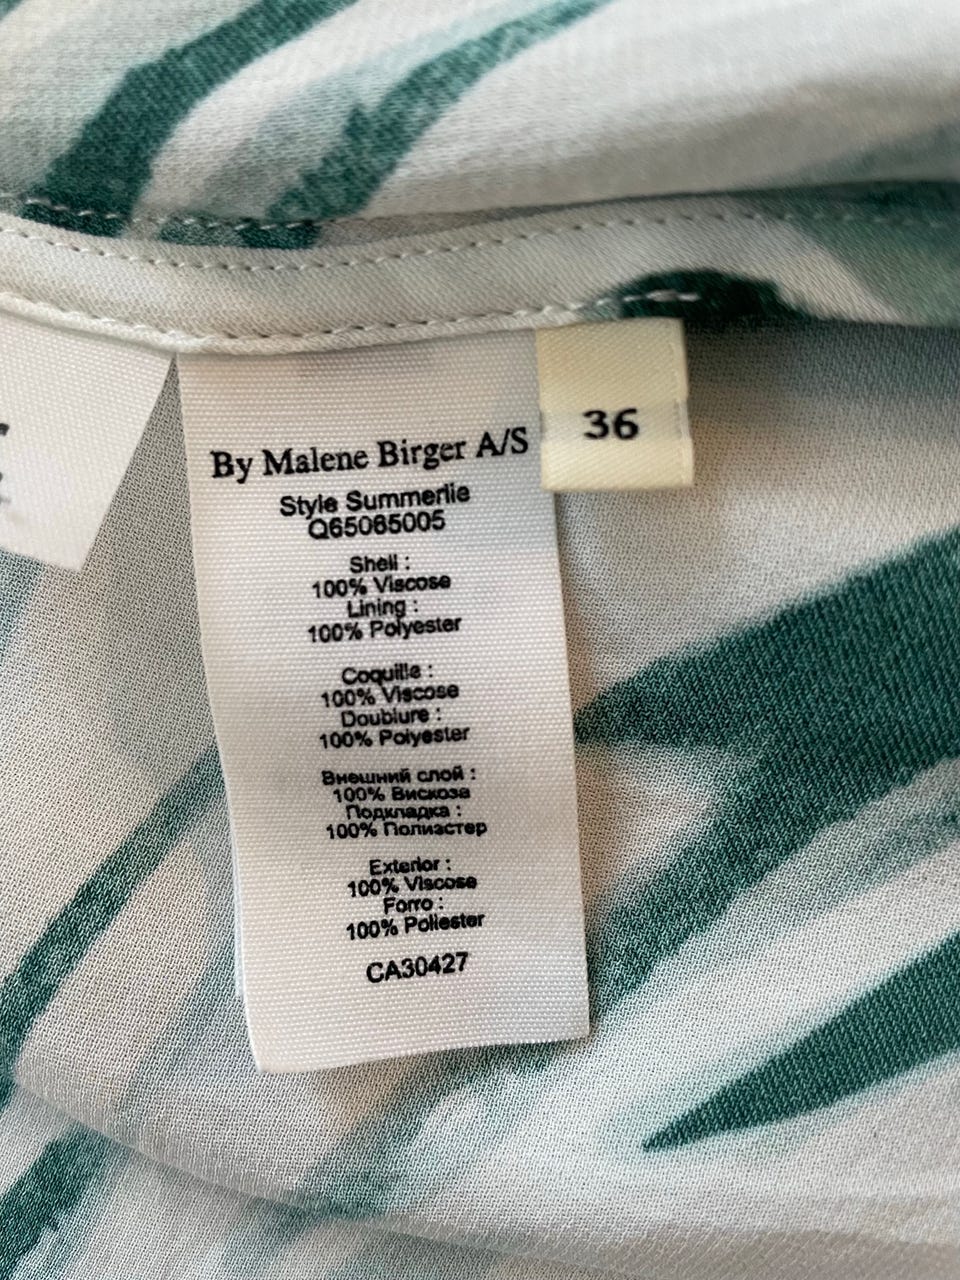 By Malene Birger A/S
36
Style Summerlie
Q65065005
Shell :
100% Viscose
Lining :
100% Polyester
Coquille :
100% Viscose
Doublure :
100% Polyester
Внешний слой :
100% Вискоза
Подкладка :
100% Полиэстер
Exterior :
100% Viscose
Forro :
100% Poliester
CA30427